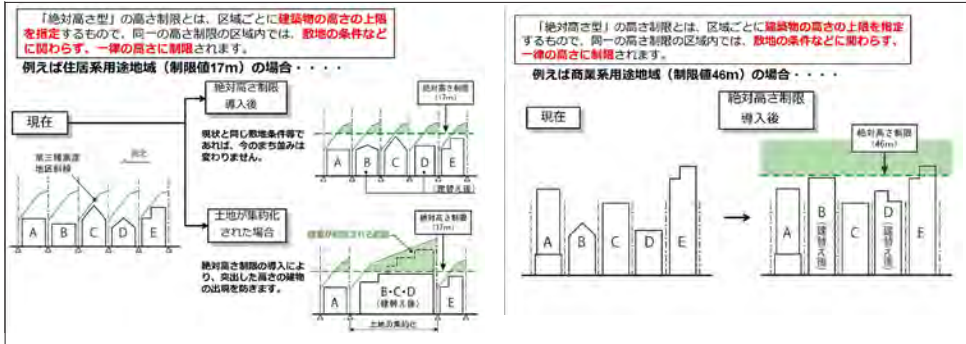 「絶対高さ型」の高さ制限とは、区域ごとに建築物の高さの上限
を指定するもので、同一の高さ制限の区域内では、敷地の条件など
に関わらず、一律の高さに制限されます。
例えば住居系用途地域(制限値17m)の場合・・・・
現在
絶対高さ制限
導入後
現状と同じ敷地条件等で
あれば、今のまち並みは
変わりません。
絶対高さ制限
(17m)
A
B
C
D
E
(建替え後)
第三種高度
地区斜線
A
B
C
D
E
土地が集約化
された場合
絶対高さ制限の導入によ
り、突出した高さの建物
の出現を防ぎます。
絶対高さ制限
(17m)
A
B・C・D
(建替え後)
E
土地の集約化
「絶対高さ型」の高さ制限とは、区域ごとに建築物の高さの上限を指定
するもので、同一の高さ制限の区域内では、敷地の条件などに関わらず、
一律の高さに制限されます。
例えば商業系用途地域(制限値46m)の場合・・・・
現在
絶対高さ制限
導入後
絶対高さ制限
(46m)
A
B
C
D
E
A
B
(建替え後)
C
D
(建替え後)
E